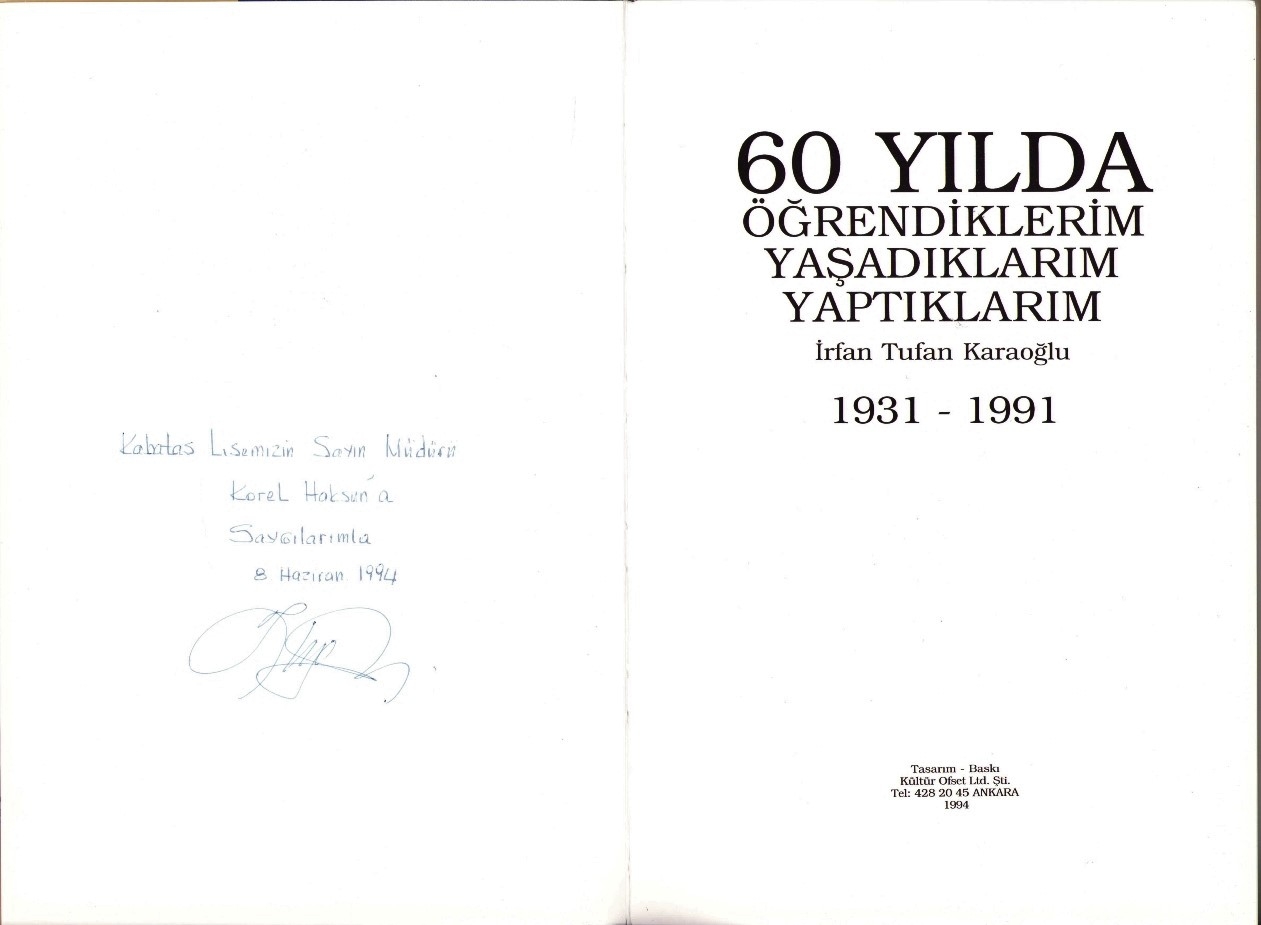 Kabataş Lisemizin Sayın Müdürü
Korel Haksun'a
Saygılarımla
8 Haziran 1994
60 YILDA
ÖĞRENDİKLERİM
YAŞADIKLARIM
YAPTIKLARIM
İrfan Tufan Karaoğlu
1931 - 1991
Tasarım - Baskı
Kültür Ofset Ltd. Şti.
Tel: 428 20 45 ANKARA
1994